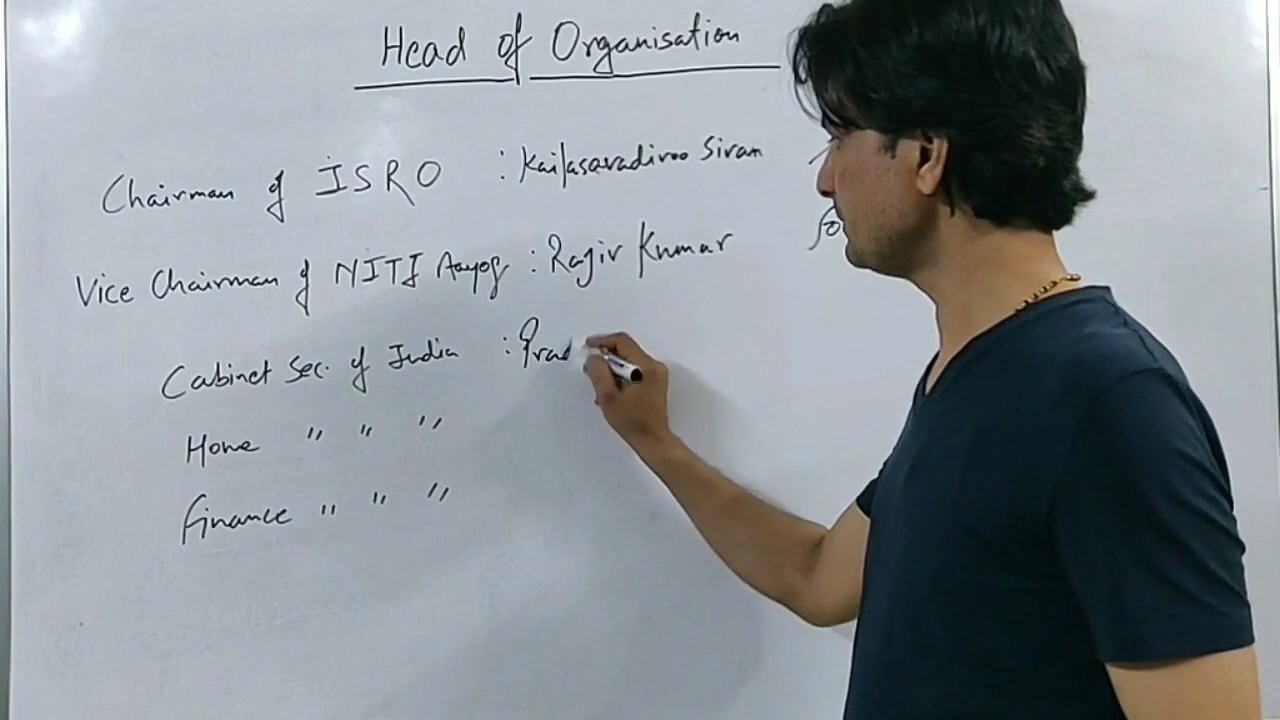 Head of Organisation
Chairman of ISRO : Kailasavadivoo Sivan
Vice Chairman of NITI Aayog : Rajiv Kumar
Cabinet Sec. of India : Prad
Home " " "
Finance " " "